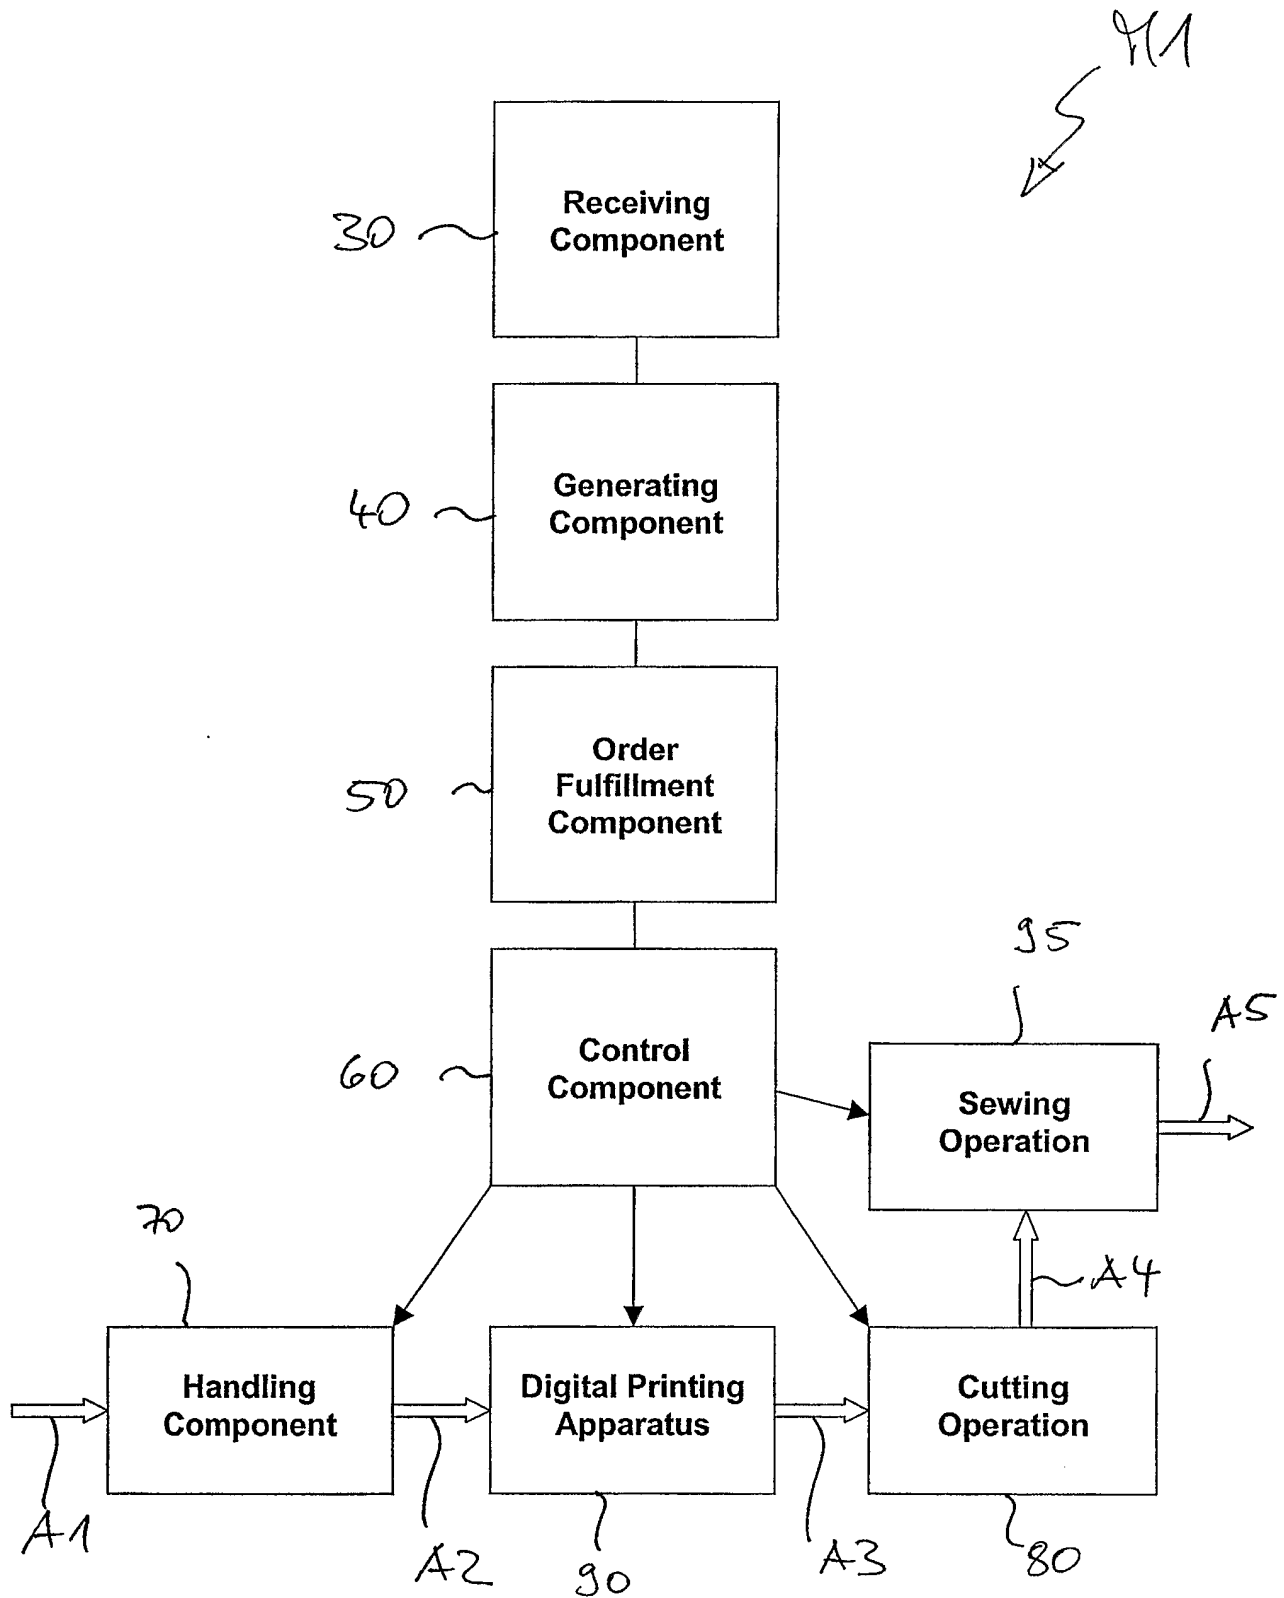 M1
Receiving
Component
30
Generating
Component
40
Order
Fulfillment
Component
50
95
A5
Control
Component
60
Sewing
Operation
70
A4
Handling
Component
Digital Printing
Apparatus
Cutting
Operation
A1
A2
90
A3
80